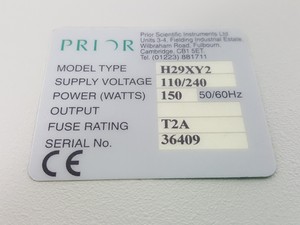 PRIOR
Prior Scientific Instruments Ltd
Units 3-4, Fielding Industrial Estate,
Wilbraham Road, Fulbourn,
Cambridge, CB1 5ET.
Tel. (01223) 881711
MODEL TYPE H29XY2
SUPPLY VOLTAGE 110/240
POWER (WATTS) 150 50/60Hz
OUTPUT
FUSE RATING T2A
SERIAL No. 36409
CE